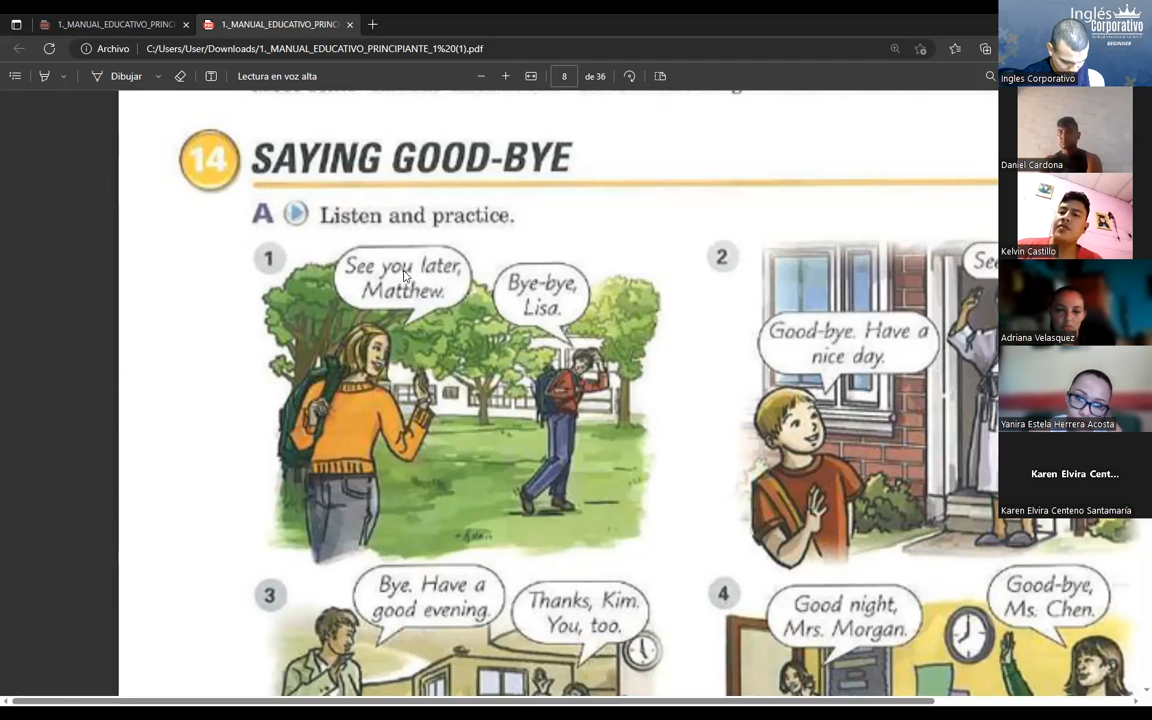 1._MANUAL_EDUCATIVO_PRINCI
1._MANUAL_EDUCATIVO_PRINC
Archivo
C:/Users/User/Downloads/1._MANUAL_EDUCATIVO_PRINCIPIANTE_1%20(1).pdf
Dibujar
Lectura en voz alta
8
de 36
14
SAYING GOOD-BYE
A
Listen and practice.
1
See you later,
Matthew.
Bye-bye,
Lisa.
2
Good-bye. Have a
nice day.
See
3
Bye. Have a
good evening.
Thanks, Kim.
You, too.
4
Good night,
Mrs. Morgan.
Good-bye,
Ms. Chen.
Inglés
Corporativo
BEGINNER
Ingles Corporativo
Daniel Cardona
Kelvin Castillo
Adriana Velasquez
Yanira Estela Herrera Acosta
Karen Elvira Cent...
Karen Elvira Centeno Santamaría